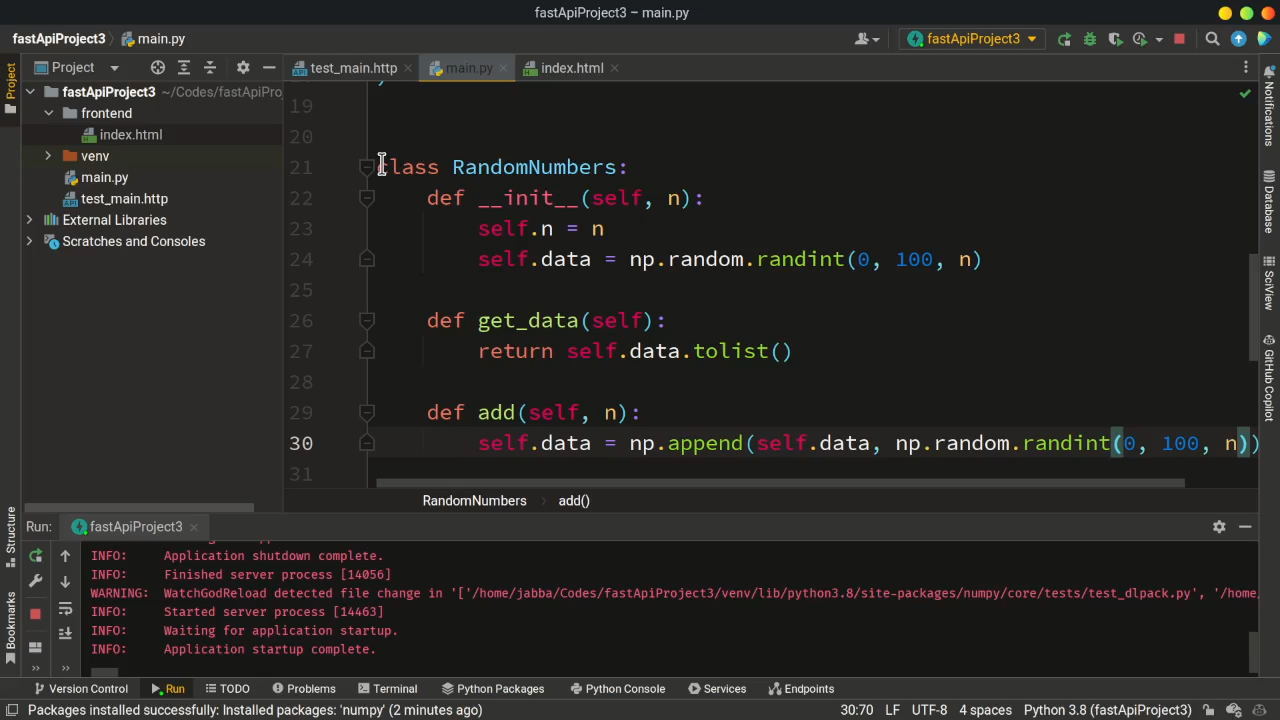 fastApiProject3 – main.py
fastApiProject3 main.py fastApiProject3
Project
Project
test_main.http
main.py
index.html
fastApiProject3 ~/Codes/fastApiPro
frontend
index.html
venv
main.py
test_main.http
External Libraries
Scratches and Consoles
19
20
21 class RandomNumbers:
22 def __init__(self, n):
23 self.n = n
24 self.data = np.random.randint(0, 100, n)
25
26 def get_data(self):
27 return self.data.tolist()
28
29 def add(self, n):
30 self.data = np.append(self.data, np.random.randint(0, 100, n))
31
RandomNumbers add()
Notifications
Database
SciView
GitHub Copilot
Structure
Bookmarks
Run: fastApiProject3
INFO: Application shutdown complete.
INFO: Finished server process [14056]
WARNING: WatchGodReload detected file change in '['/home/jabba/Codes/fastApiProject3/venv/lib/python3.8/site-packages/numpy/core/tests/test_dlpack.py', '/home/
INFO: Started server process [14463]
INFO: Waiting for application startup.
INFO: Application startup complete.
Version Control Run TODO Problems Terminal Python Packages Python Console Services Endpoints
Packages installed successfully: Installed packages: 'numpy' (2 minutes ago) 30:70 LF UTF-8 4 spaces Python 3.8 (fastApiProject3)